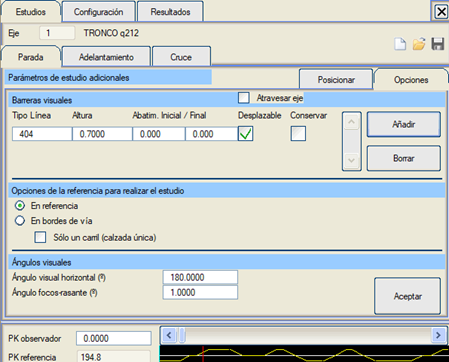 Estudios Configuración Resultados
Eje 1 TRONCO q212
Parada Adelantamiento Cruce
Parámetros de estudio adicionales Posicionar Opciones
Barreras visuales Atravesar eje
Tipo Línea Altura Abatim. Inicial / Final Desplazable Conservar
404 0.7000 0.000 0.000
Añadir
Borrar
Opciones de la referencia para realizar el estudio
En referencia
En bordes de vía
Sólo un carril (calzada única)
Ángulos visuales
Ángulo visual horizontal (º) 180.0000
Ángulo focos-rasante (º) 1.0000
Aceptar
PK observador 0.0000
PK referencia 194.8